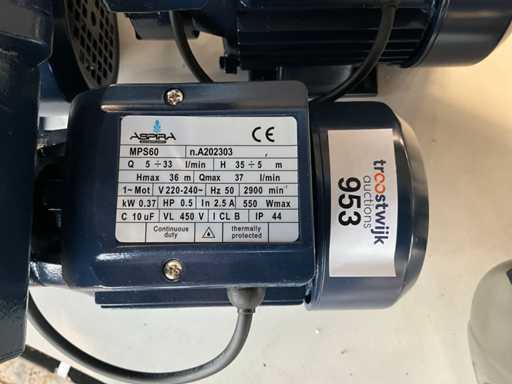 ASPIRA
CE
MPS60 n.A202303
Q 5÷33 l/min H 35÷5 m
Hmax 36 m Qmax 37 l/min
1~Mot V 220-240~ Hz 50 2900 min⁻¹
kW 0.37 HP 0.5 In 2.5 A 550 Wmax
C 10 uF VL 450 V I CL B IP 44
Continuous duty
thermally protected
troostwijk
auctions
953